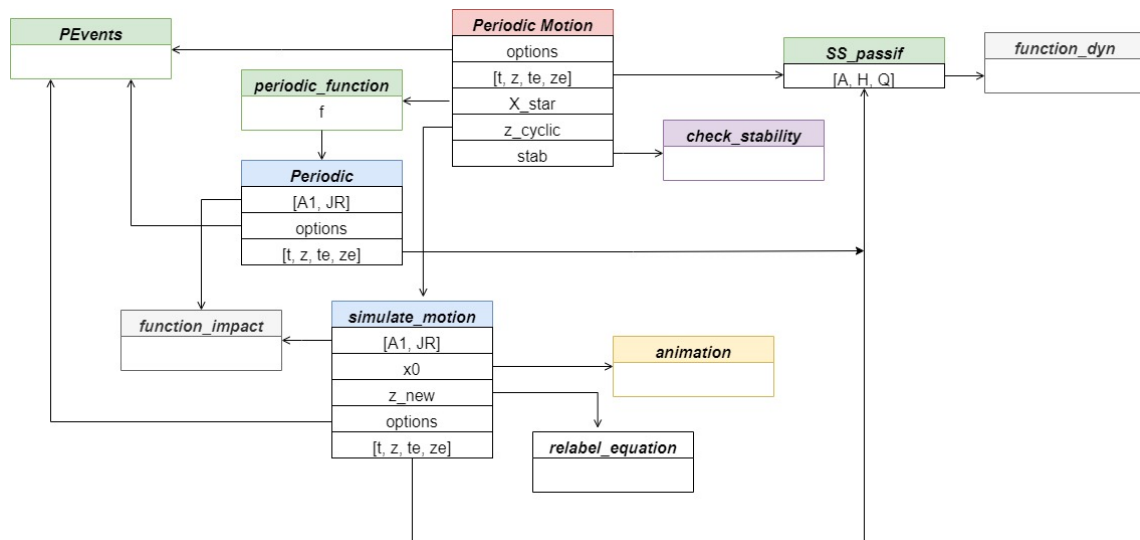 PEvents
Periodic Motion
options
[t, z, te, ze]
X_star
z_cyclic
stab
SS_passif
[A, H, Q]
function_dyn
periodic_function
f
check_stability
Periodic
[A1, JR]
options
[t, z, te, ze]
function_impact
simulate_motion
[A1, JR]
x0
z_new
options
[t, z, te, ze]
animation
relabel_equation